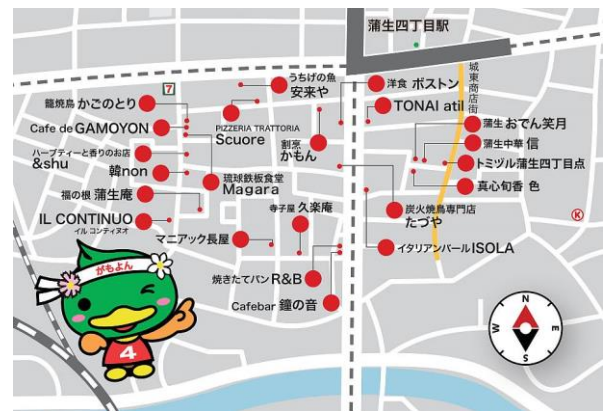 蒲生四丁目駅
城東商店街
7
うちげの魚
安来や
洋食 ボストン
籠焼鳥 かごのとり
TONAI atil
Cafe de GAMOYON
PIZZERIA TRATTORIA
Scuore
割烹
かもん
蒲生 おでん笑月
蒲生中華 信
ハーブティーと香りのお店
&shu
トミヅル蒲生四丁目点
韓non
琉球鉄板食堂
Magara
真心旬香 色
福の根 蒲生庵
寺子屋 久楽庵
炭火焼鳥専門店
たづや
K
IL CONTINUO
イル コンティヌオ
マニアック長屋
イタリアンバール ISOLA
焼きたてパン R&B
Cafebar 鐘の音
がもよん
4
N
W
E
S